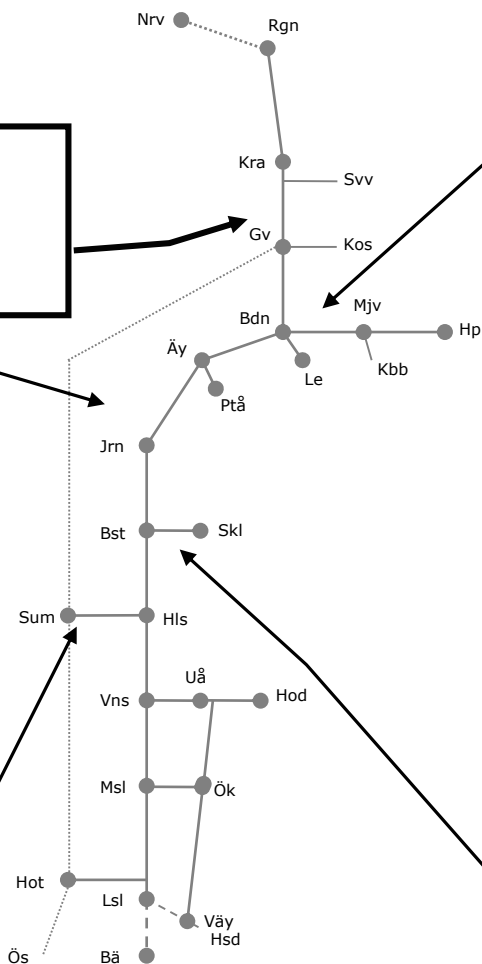 Nrv
Rgn
Kra
Svv
Gv
Kos
Bdn
Mjv
Hp
Äy
Le
Kbb
Ptå
Jrn
Bst
Skl
Sum
Hls
Uå
Vns
Hod
Msl
Ök
Hot
Lsl
Väy
Hsd
Ös
Bä